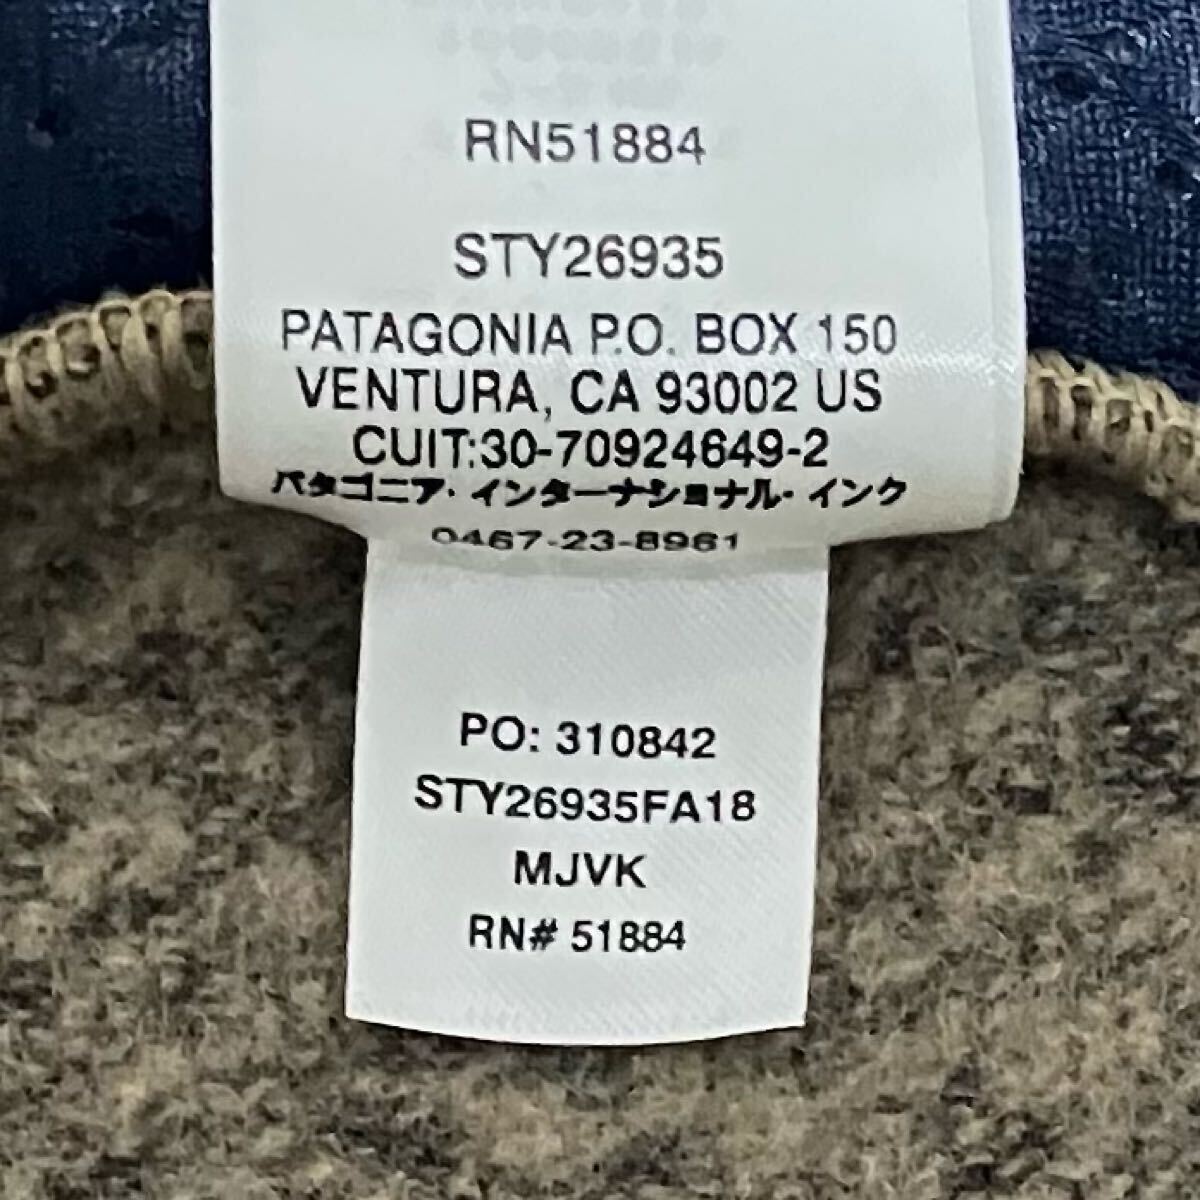 RN51884
STY26935
PATAGONIA P.O. BOX 150
VENTURA, CA 93002 US
CUIT:30-70924649-2
パタゴニア・インターナショナル・インク
0467-23-8961
PO: 310842
STY26935FA18
MJVK
RN# 51884